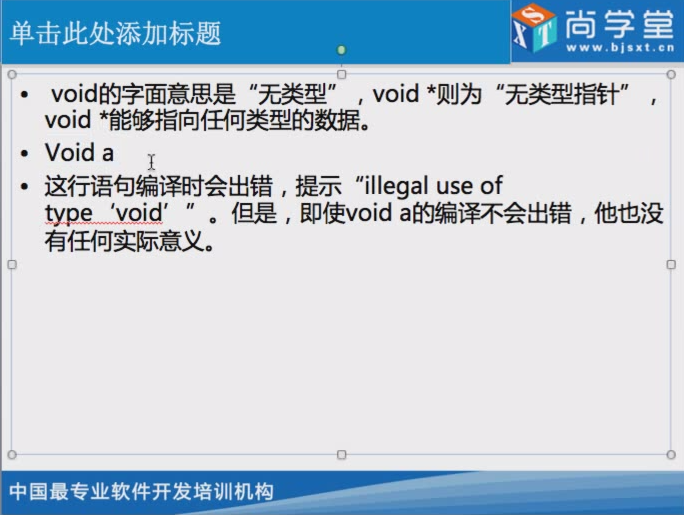 单击此处添加标题
尚学堂
www.bjsxt.cn
SXT
• void的字面意思是“无类型”，void *则为“无类型指针”，
void *能够指向任何类型的数据。
• Void a
• 这行语句编译时会出错，提示“illegal use of
type‘void’”。但是，即使void a的编译不会出错，他也没
有任何实际意义。
中国最专业软件开发培训机构